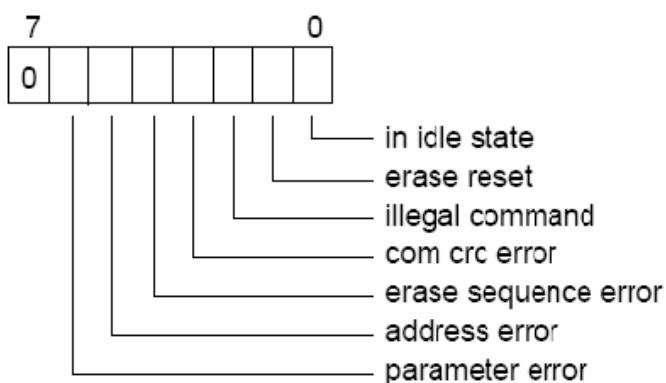 7 0
0
in idle state
erase reset
illegal command
com crc error
erase sequence error
address error
parameter error